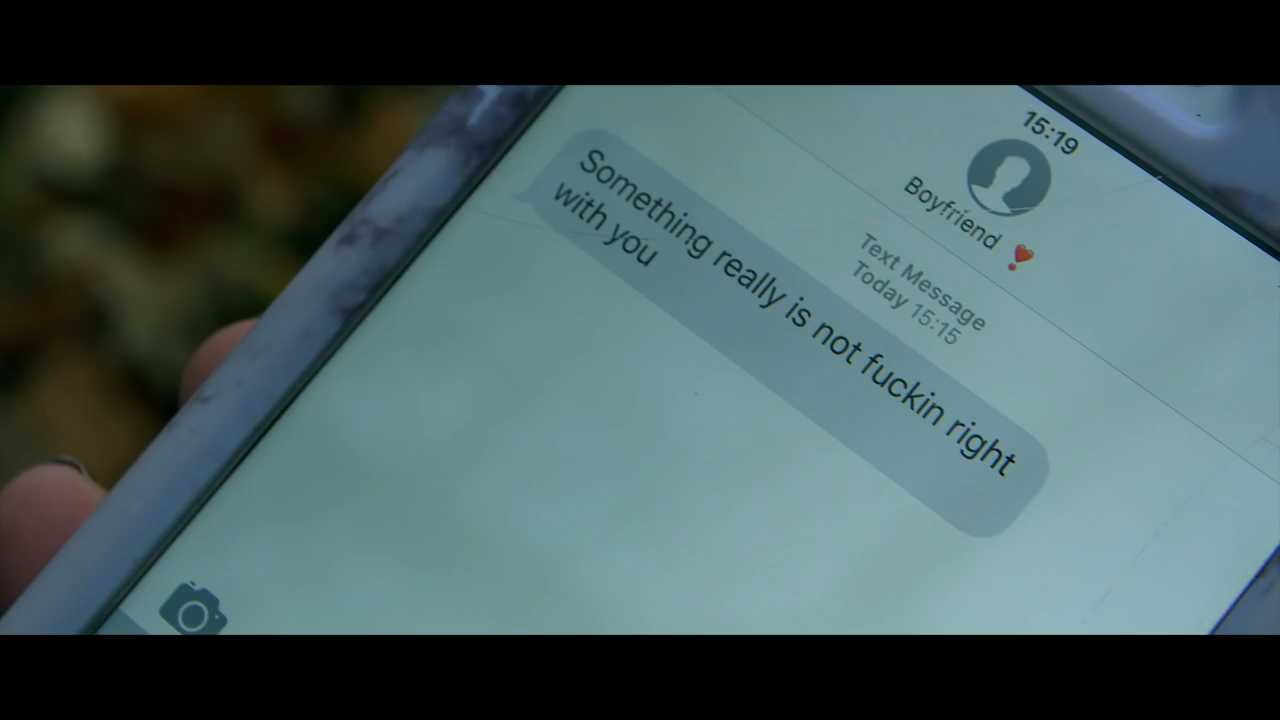 15:19
Boyfriend ❣️
Text Message
Today 15:15
Something really is not fuckin right
with you